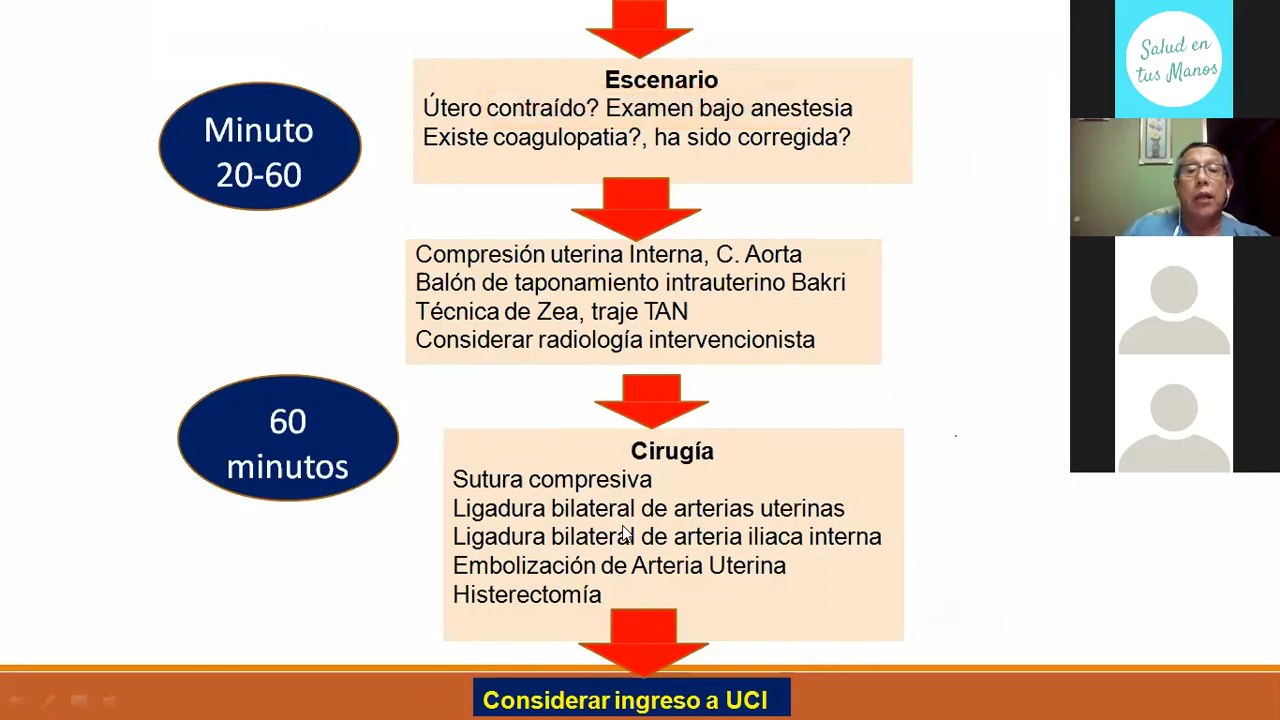 Escenario
Útero contraído? Examen bajo anestesia
Existe coagulopatia?, ha sido corregida?
Minuto
20-60
Compresión uterina Interna, C. Aorta
Balón de taponamiento intrauterino Bakri
Técnica de Zea, traje TAN
Considerar radiología intervencionista
60
minutos
Cirugía
Sutura compresiva
Ligadura bilateral de arterias uterinas
Ligadura bilateral de arteria iliaca interna
Embolización de Arteria Uterina
Histerectomía
Considerar ingreso a UCI
Salud en
tus Manos